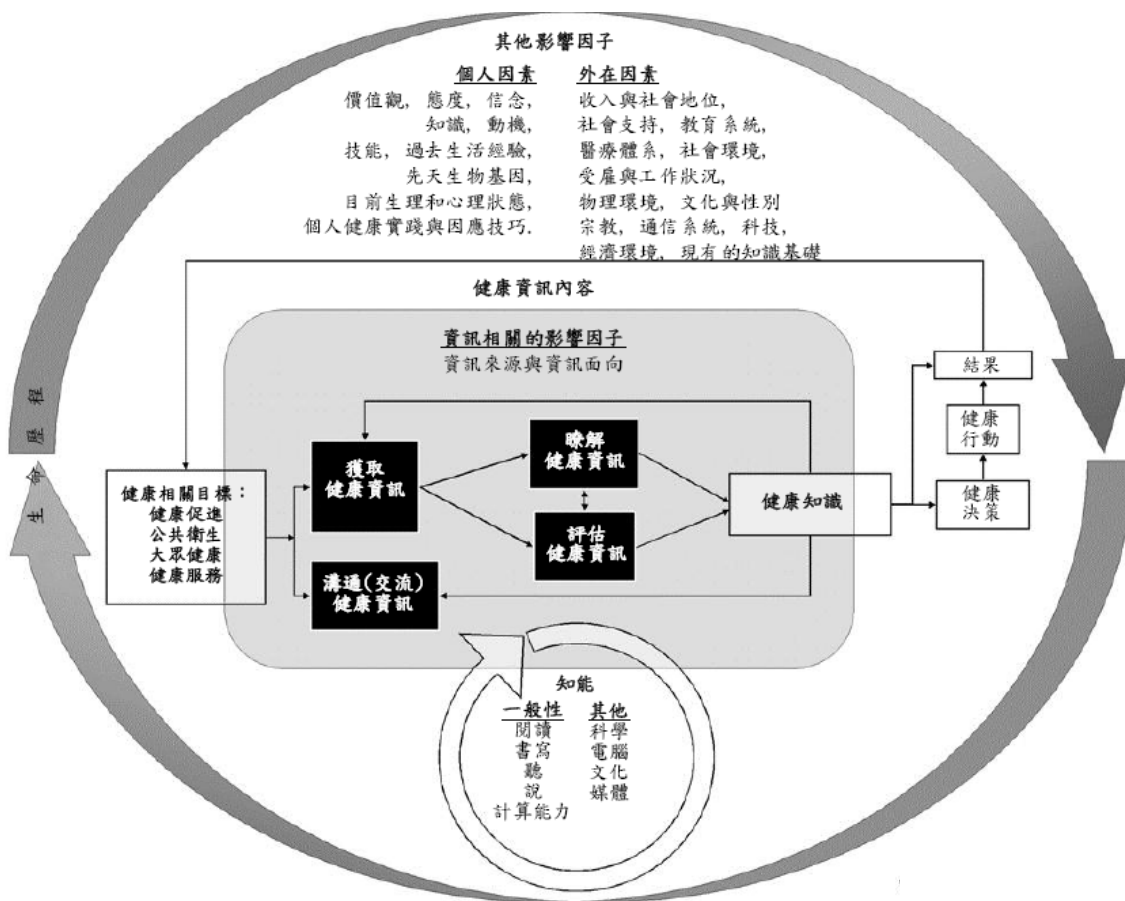 其他影響因子
個人因素
價值觀, 態度, 信念,
知識, 動機,
技能, 過去生活經驗,
先天生物基因,
目前生理和心理狀態,
個人健康實踐與因應技巧.
外在因素
收入與社會地位,
社會支持, 教育系統,
醫療體系, 社會環境,
受雇與工作狀況,
物理環境, 文化與性別
宗教, 通信系統, 科技,
經濟環境, 現有的知識基礎
健康資訊內容
資訊相關的影響因子
資訊來源與資訊面向
生命歷程
健康相關目標：
健康促進
公共衛生
大眾健康
健康服務
獲取
健康資訊
溝通(交流)
健康資訊
瞭解
健康資訊
評估
健康資訊
健康知識
結果
健康
行動
健康
決策
知能
一般性
閱讀
書寫
聽
說
計算能力
其他
科學
電腦
文化
媒體